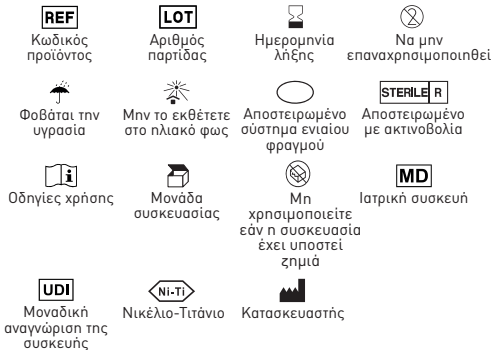 REF
Κωδικός
προϊόντος
LOT
Αριθμός
παρτίδας
Ημερομηνία
λήξης
2
Να μην
επαναχρησιμοποιηθεί
Φοβάται την
υγρασία
Μην το εκθέτετε
στο ηλιακό φως
Αποστειρωμένο
σύστημα ενιαίου
φραγμού
STERILE R
Αποστειρωμένο
με ακτινοβολία
i
Οδηγίες χρήσης
Μονάδα
συσκευασίας
Μη
χρησιμοποιείτε
εάν η συσκευασία
έχει υποστεί
ζημιά
MD
Ιατρική συσκευή
UDI
Μοναδική
αναγνώριση της
συσκευής
Ni-Ti
Νικέλιο-Τιτάνιο
Κατασκευαστής